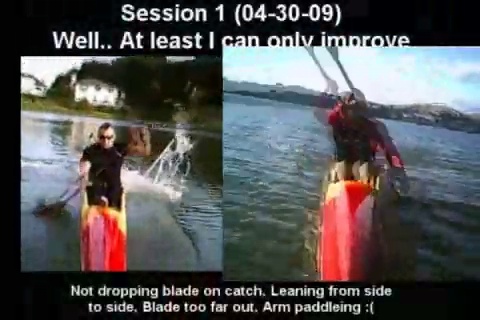 Session 1 (04-30-09)
Well.. At least I can only improve
Not dropping blade on catch. Leaning from side
to side. Blade too far out. Arm paddleing :(